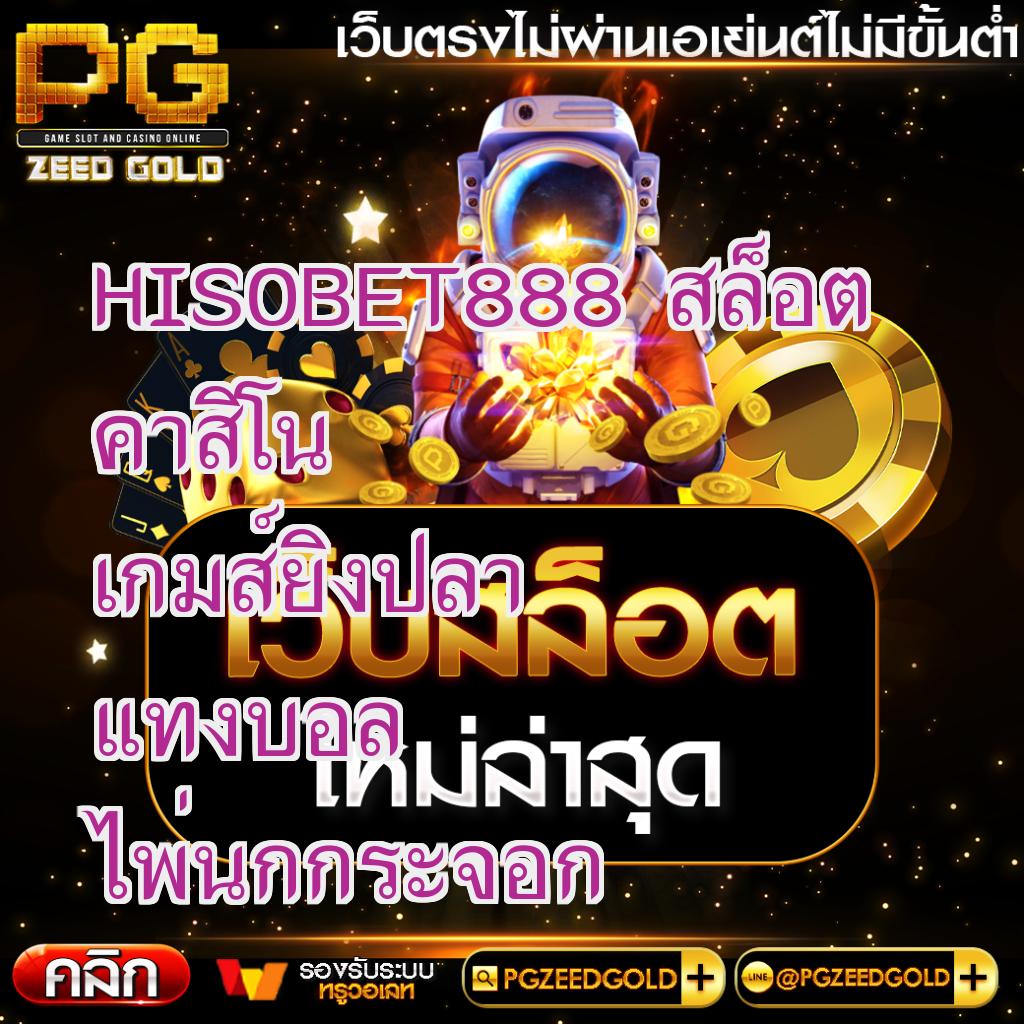 PG
GAME SLOT AND CASINO ONLINE
ZEED GOLD
เว็บตรงไม่ผ่านเอเย่นต์ไม่มีขั้นต่ำ
HISOBET888 สล็อต
คาสิโน
เกมส์ยิงปลา
เว็บสล็อต
แทงบอล
ใหม่ล่าสุด
ไพ่นกกระจอก
คลิก
รองรับระบบ
ทรูวอเลท
PGZEEDGOLD
LINE @PGZEEDGOLD